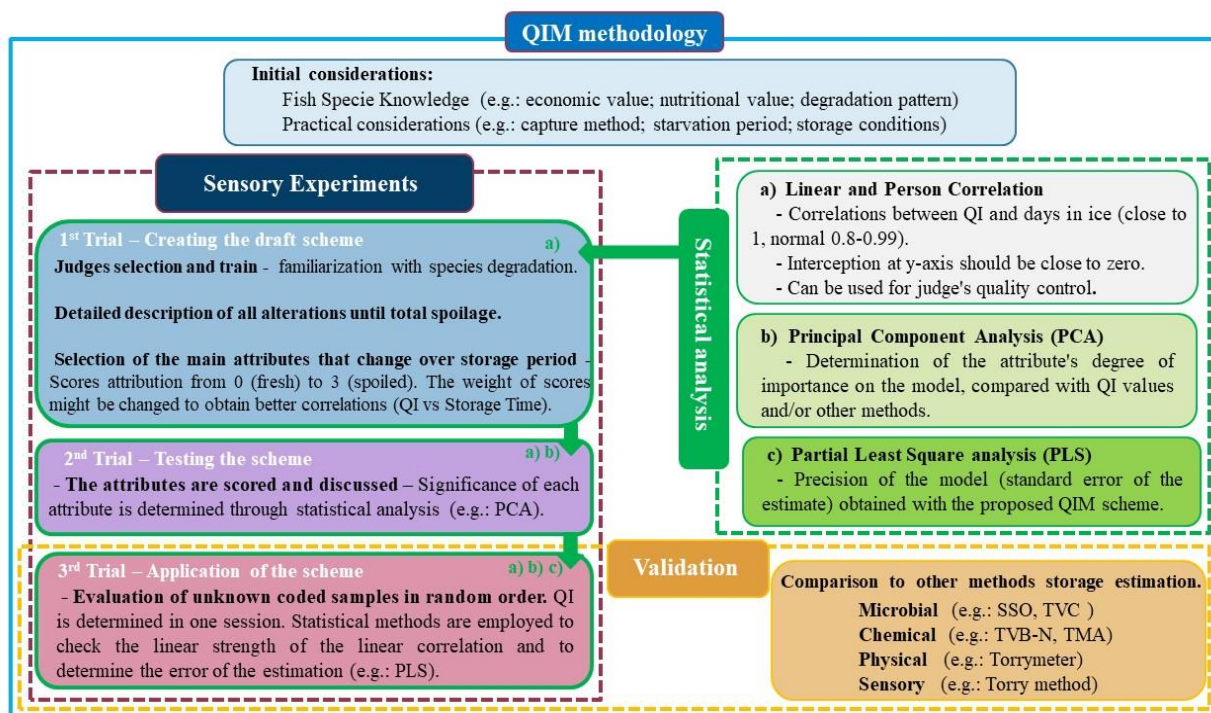 QIM methodology
Initial considerations:
Fish Specie Knowledge (e.g.: economic value; nutritional value; degradation pattern)
Practical considerations (e.g.: capture method; starvation period; storage conditions)
Sensory Experiments
1st Trial – Creating the draft scheme a)
Judges selection and train - familiarization with species degradation.
Detailed description of all alterations until total spoilage.
Selection of the main attributes that change over storage period -
Scores attribution from 0 (fresh) to 3 (spoiled). The weight of scores
might be changed to obtain better correlations (QI vs Storage Time).
2nd Trial – Testing the scheme a) b)
- The attributes are scored and discussed – Significance of each
attribute is determined through statistical analysis (e.g.: PCA).
3rd Trial – Application of the scheme a) b) c)
- Evaluation of unknown coded samples in random order. QI
is determined in one session. Statistical methods are employed to
check the linear strength of the linear correlation and to
determine the error of the estimation (e.g.: PLS).
Statistical analysis
a) Linear and Person Correlation
- Correlations between QI and days in ice (close to
1, normal 0.8-0.99).
- Interception at y-axis should be close to zero.
- Can be used for judge's quality control.
b) Principal Component Analysis (PCA)
- Determination of the attribute's degree of
importance on the model, compared with QI values
and/or other methods.
c) Partial Least Square analysis (PLS)
- Precision of the model (standard error of the
estimate) obtained with the proposed QIM scheme.
Validation
Comparison to other methods storage estimation.
Microbial (e.g.: SSO, TVC )
Chemical (e.g.: TVB-N, TMA)
Physical (e.g.: Torrymeter)
Sensory (e.g.: Torry method)